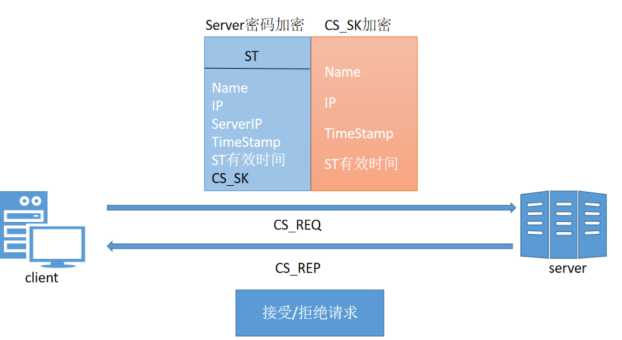 Server密码加密
CS_SK加密
ST
Name
IP
ServerIP
TimeStamp
ST有效时间
CS_SK
Name
IP
TimeStamp
ST有效时间
CS_REQ
CS_REP
client
server
接受/拒绝请求